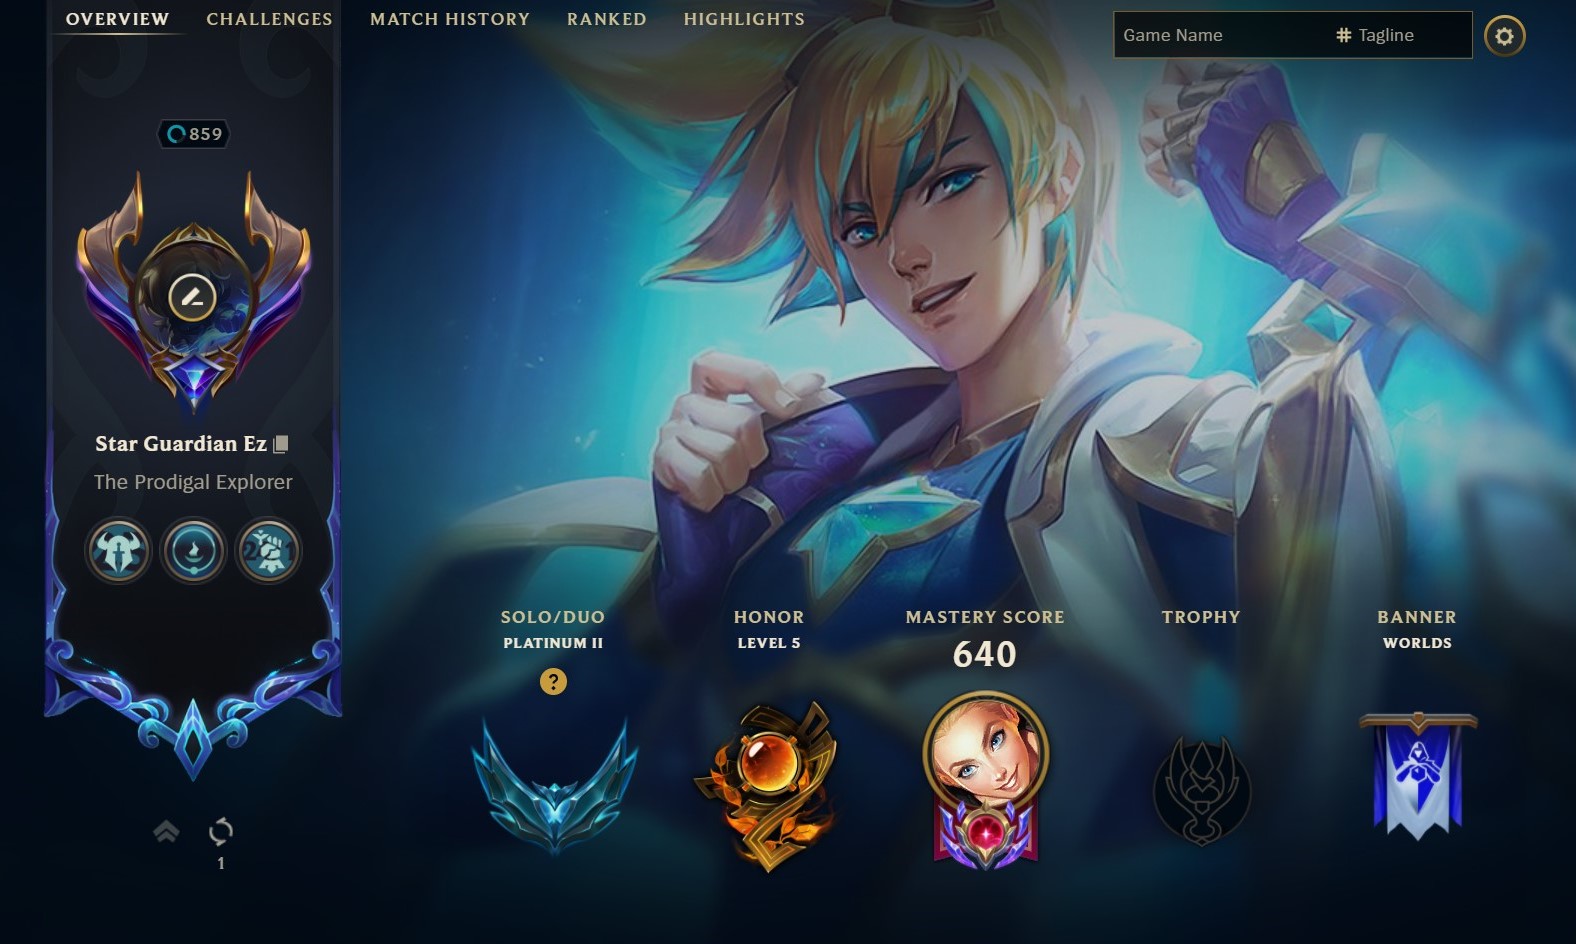 OVERVIEW
CHALLENGES
MATCH HISTORY
RANKED
HIGHLIGHTS
Game Name
# Tagline
859
Star Guardian Ez
The Prodigal Explorer
SOLO/DUO
PLATINUM II
?
HONOR
LEVEL 5
MASTERY SCORE
640
TROPHY
BANNER
WORLDS
1